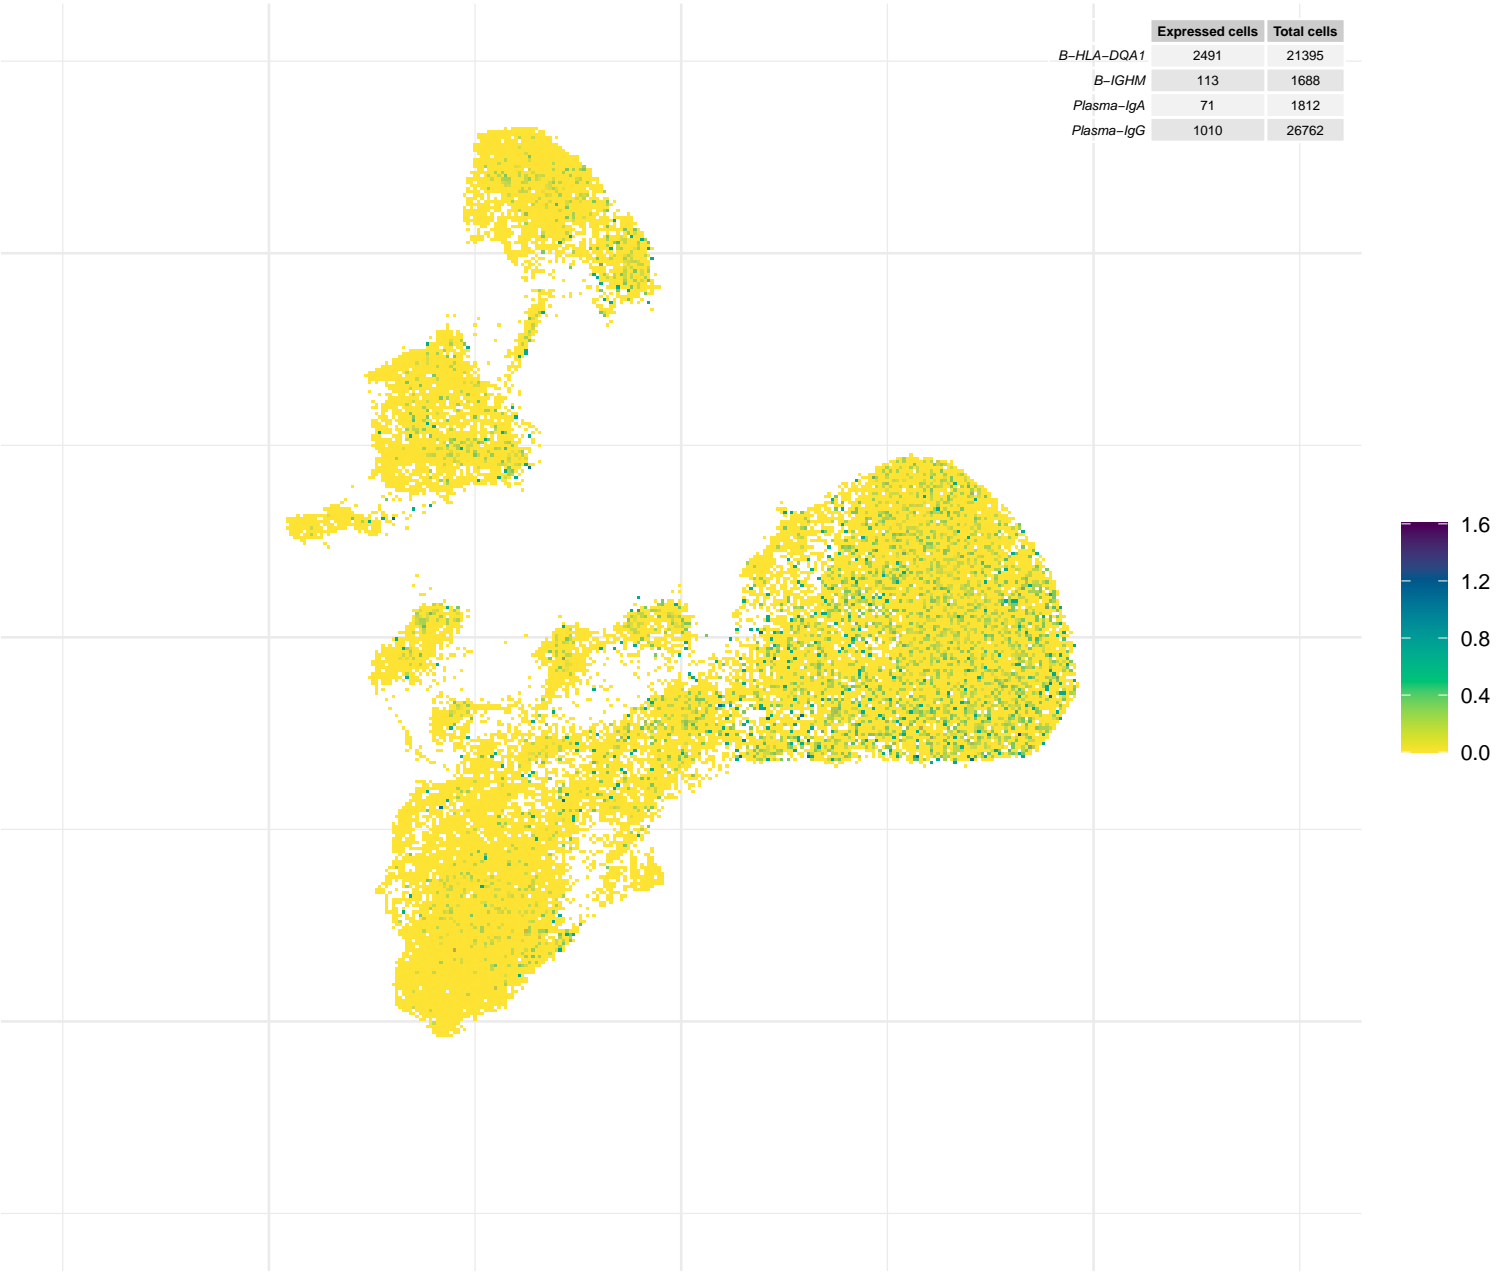 Expressed cells Total cells
B−HLA−DQA1 2491 21395
B−IGHM 113 1688
Plasma−IgA 71 1812
Plasma−IgG 1010 26762
1.6
1.2
0.8
0.4
0.0